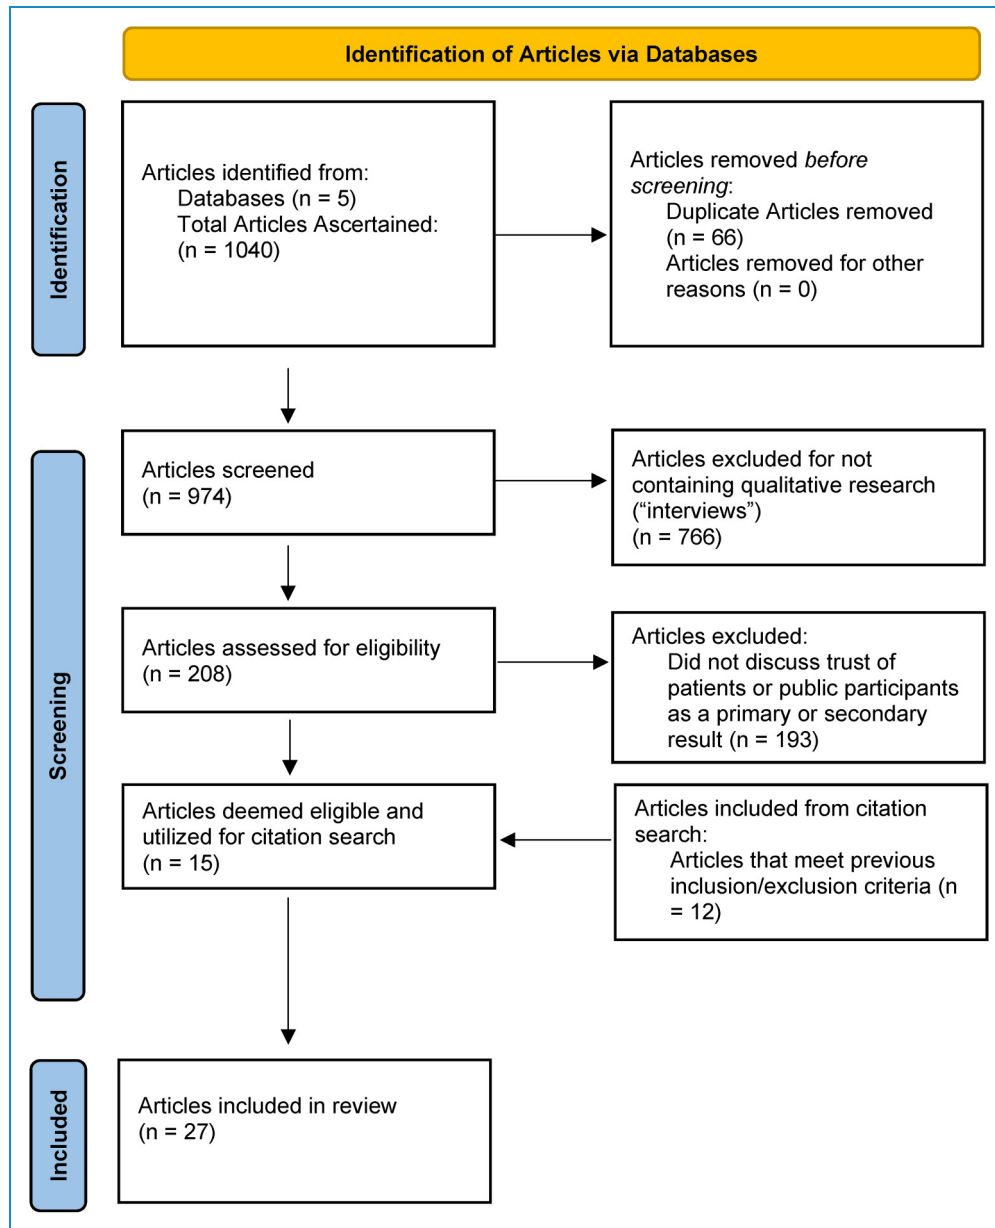 Identification of Articles via Databases
Identification
Articles identified from:
Databases (n = 5)
Total Articles Ascertained:
(n = 1040)
Articles removed before
screening:
Duplicate Articles removed
(n = 66)
Articles removed for other
reasons (n = 0)
Screening
Articles screened
(n = 974)
Articles excluded for not
containing qualitative research
(“interviews”)
(n = 766)
Articles assessed for eligibility
(n = 208)
Articles excluded:
Did not discuss trust of
patients or public participants
as a primary or secondary
result (n = 193)
Articles deemed eligible and
utilized for citation search
(n = 15)
Articles included from citation
search:
Articles that meet previous
inclusion/exclusion criteria (n
= 12)
Included
Articles included in review
(n = 27)